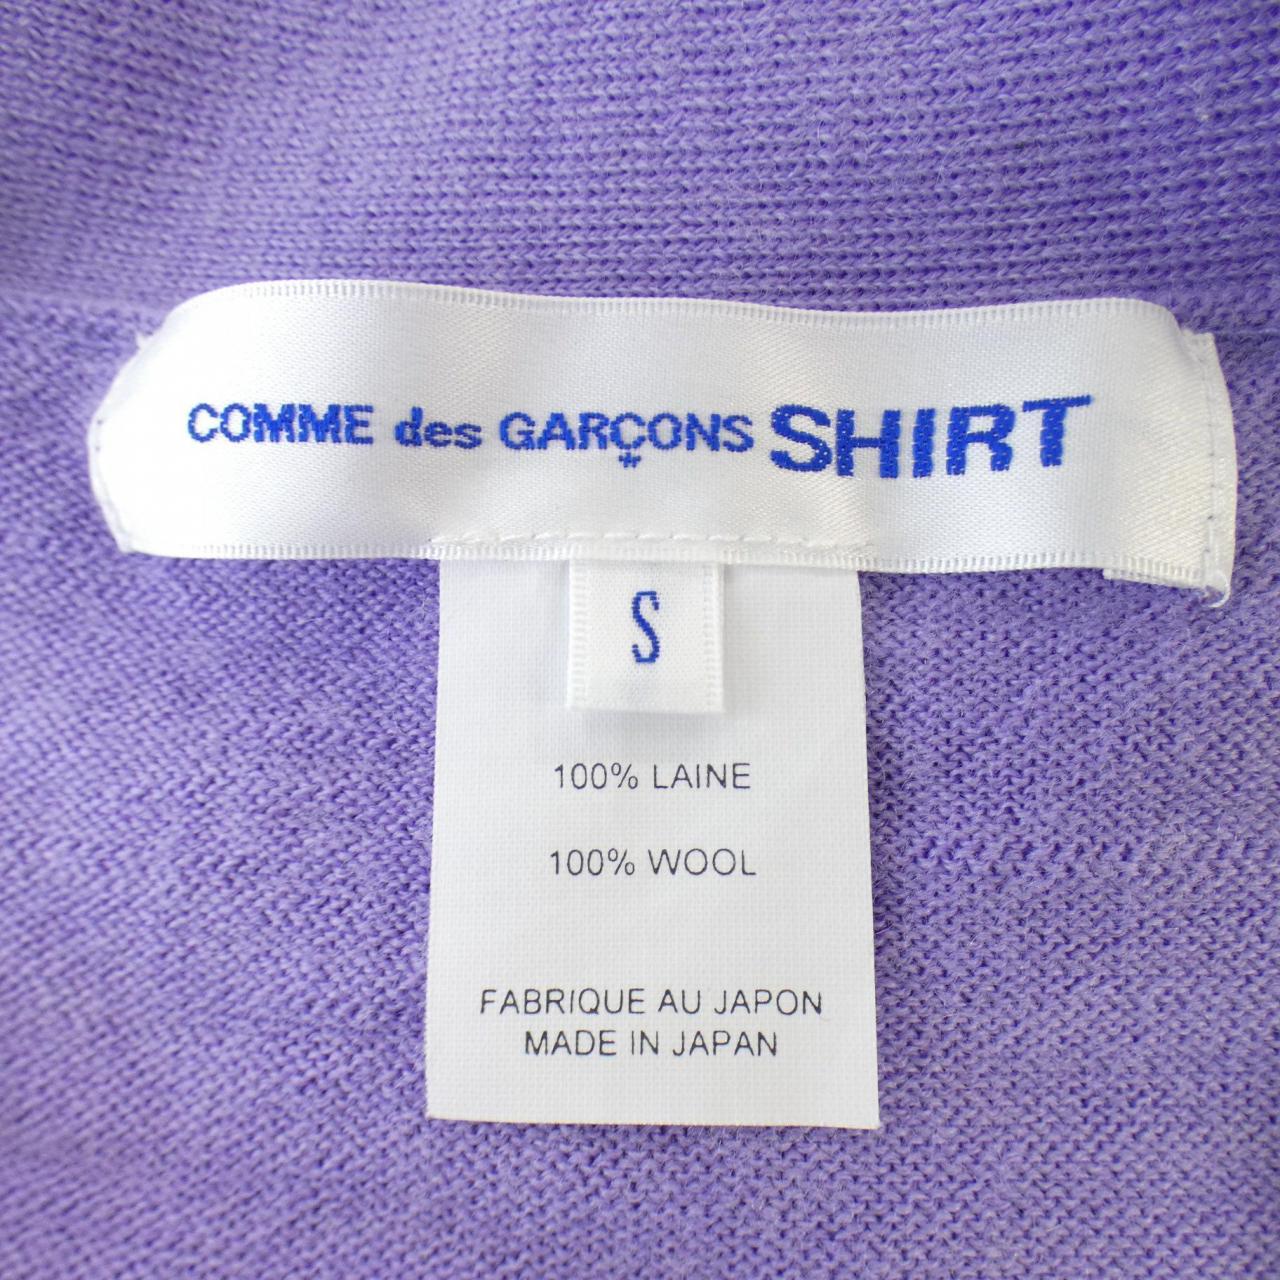 COMME des GARÇONS SHIRT
S
100% LAINE
100% WOOL
FABRIQUE AU JAPON
MADE IN JAPAN